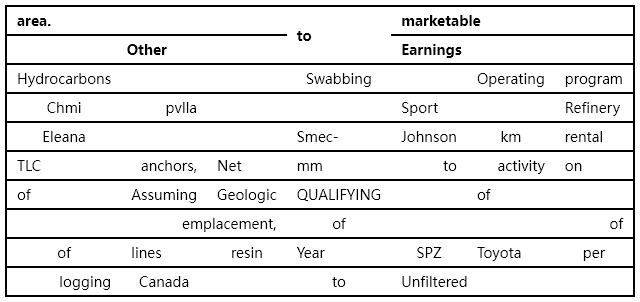 area. to marketable
Other Earnings
Hydrocarbons Swabbing Operating program
Chmi pvlla Sport Refinery
Eleana Smec- Johnson km rental
TLC anchors, Net mm to activity on
of Assuming Geologic QUALIFYING of
emplacement, of of
of lines resin Year SPZ Toyota per
logging Canada to Unfiltered